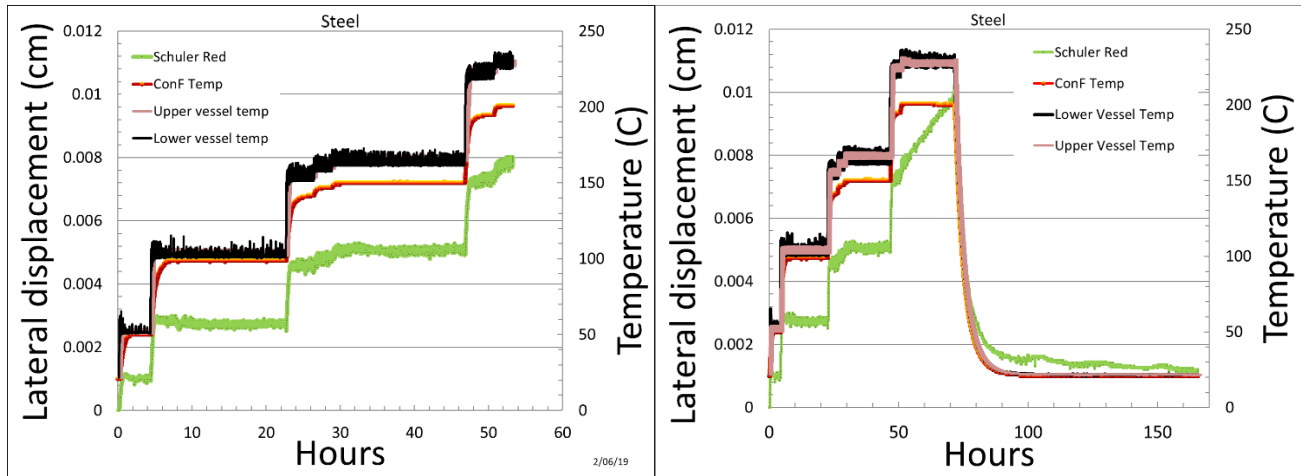 Steel
Lateral displacement (cm)
0.012
0.01
0.008
0.006
0.004
0.002
0
Schuler Red
ConF Temp
Upper vessel temp
Lower vessel temp
250
200
150
100
50
0
Temperature (C)
0 10 20 30 40 50 60
Hours
2/06/19
Steel
Lateral displacement (cm)
0.012
0.01
0.008
0.006
0.004
0.002
0
Schuler Red
ConF Temp
Lower Vessel Temp
Upper Vessel Temp
250
200
150
100
50
0
Temperature (C)
0 50 100 150
Hours